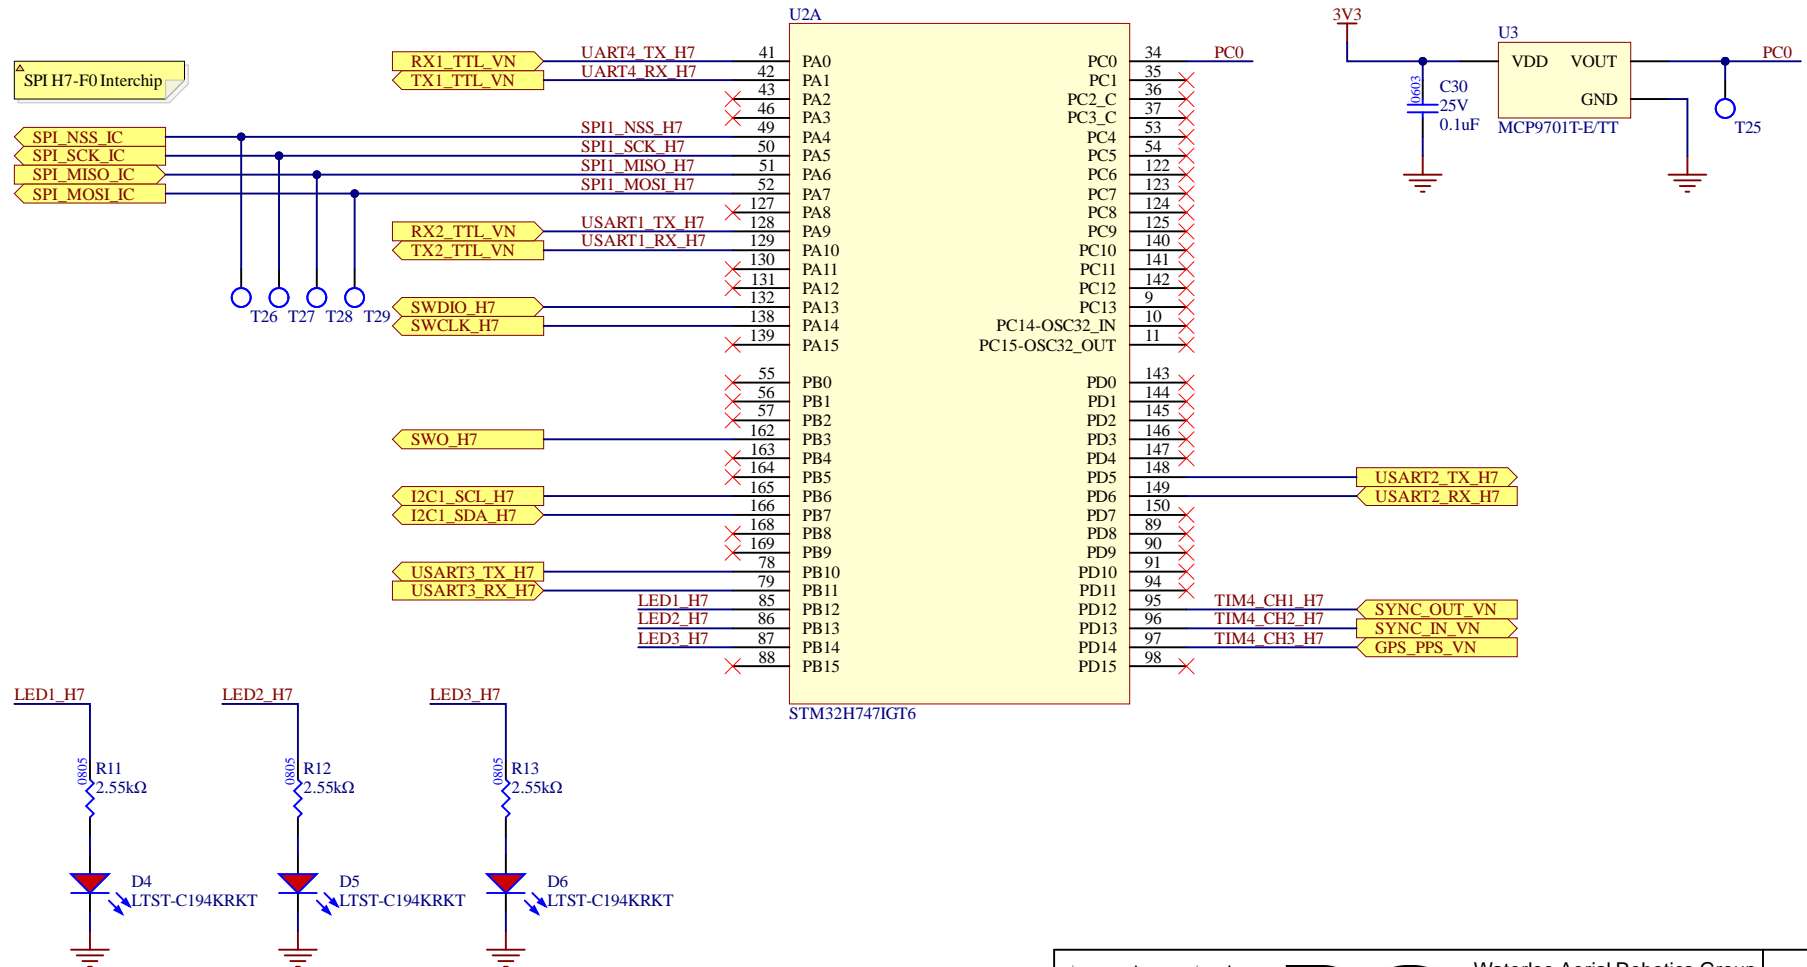 U2A
SPI H7-F0 Interchip
SPI_NSS_IC
SPI_SCK_IC
SPI_MISO_IC
SPI_MOSI_IC
T26
T27
T28
T29
RX1_TTL_VN
TX1_TTL_VN
UART4_TX_H7
UART4_RX_H7
SPI1_NSS_H7
SPI1_SCK_H7
SPI1_MISO_H7
SPI1_MOSI_H7
RX2_TTL_VN
TX2_TTL_VN
USART1_TX_H7
USART1_RX_H7
SWDIO_H7
SWCLK_H7
SWO_H7
I2C1_SCL_H7
I2C1_SDA_H7
USART3_TX_H7
USART3_RX_H7
LED1_H7
LED2_H7
LED3_H7
41 PA0
42 PA1
43 PA2
46 PA3
49 PA4
50 PA5
51 PA6
52 PA7
127 PA8
128 PA9
129 PA10
130 PA11
131 PA12
132 PA13
138 PA14
139 PA15
55 PB0
56 PB1
57 PB2
162 PB3
163 PB4
164 PB5
165 PB6
166 PB7
168 PB8
169 PB9
78 PB10
79 PB11
85 PB12
86 PB13
87 PB14
88 PB15
PC0 34 PC0
PC1 35
PC2_C 36
PC3_C 37
PC4 53
PC5 54
PC6 122
PC7 123
PC8 124
PC9 125
PC10 140
PC11 141
PC12 142
PC13 9
PC14-OSC32_IN 10
PC15-OSC32_OUT 11
PD0 143
PD1 144
PD2 145
PD3 146
PD4 147
PD5 148
PD6 149
PD7 150
PD8 89
PD9 90
PD10 91
PD11 94
PD12 95
PD13 96
PD14 97
PD15 98
STM32H747IGT6
USART2_TX_H7
USART2_RX_H7
TIM4_CH1_H7
TIM4_CH2_H7
TIM4_CH3_H7
SYNC_OUT_VN
SYNC_IN_VN
GPS_PPS_VN
3V3
0603
C30
25V
0.1uF
U3
VDD VOUT
GND
MCP9701T-E/TT
PC0
T25
LED1_H7
0805
R11
2.55kΩ
D4
LTST-C194KRKT
LED2_H7
0805
R12
2.55kΩ
D5
LTST-C194KRKT
LED3_H7
0805
R13
2.55kΩ
D6
LTST-C194KRKT
Waterloo Aerial Robotics Group